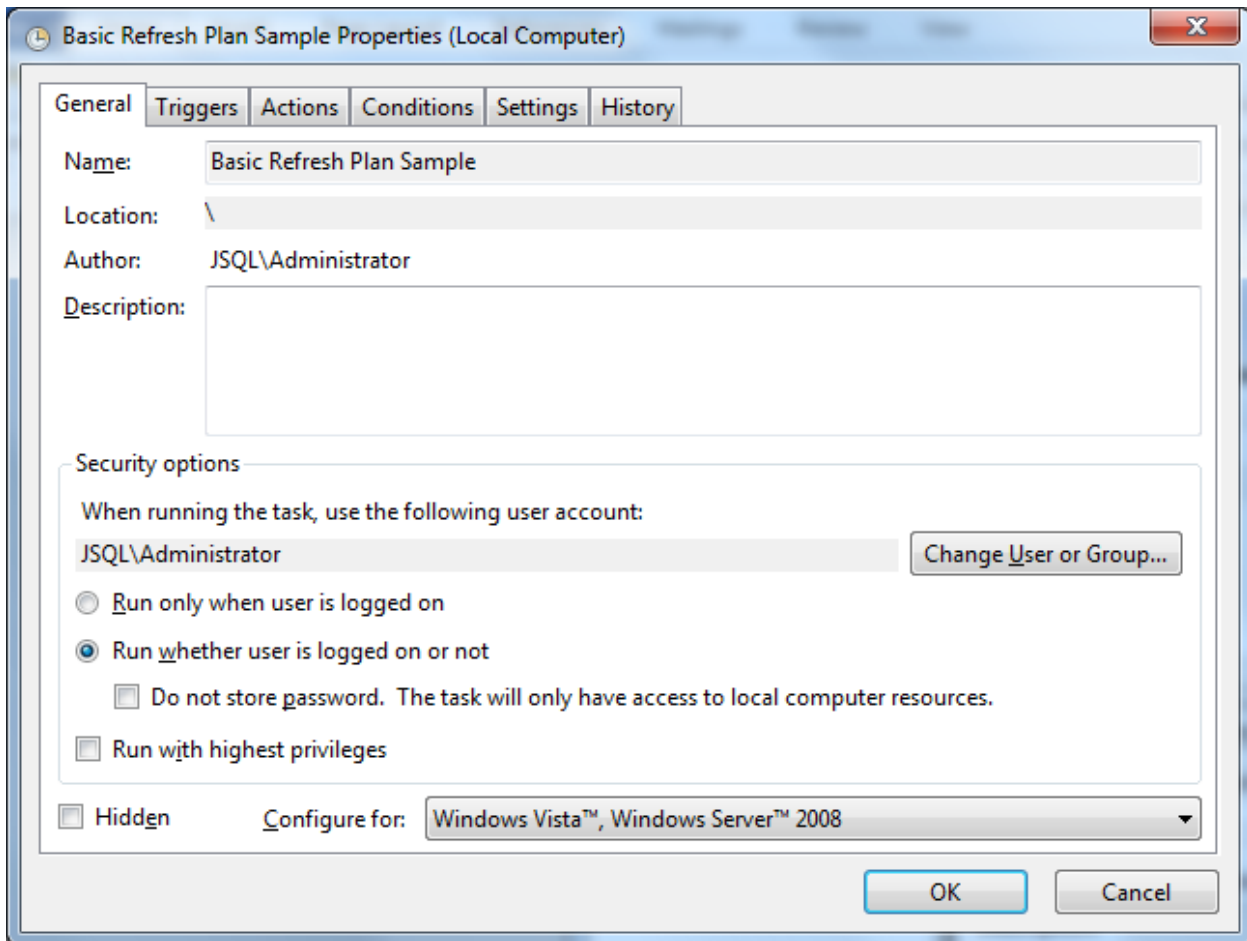 Basic Refresh Plan Sample Properties (Local Computer)
General Triggers Actions Conditions Settings History
Name: Basic Refresh Plan Sample
Location: \
Author: JSQL\Administrator
Description:
Security options
When running the task, use the following user account:
JSQL\Administrator Change User or Group...
Run only when user is logged on
Run whether user is logged on or not
Do not store password. The task will only have access to local computer resources.
Run with highest privileges
Hidden Configure for: Windows Vista™, Windows Server™ 2008
OK Cancel